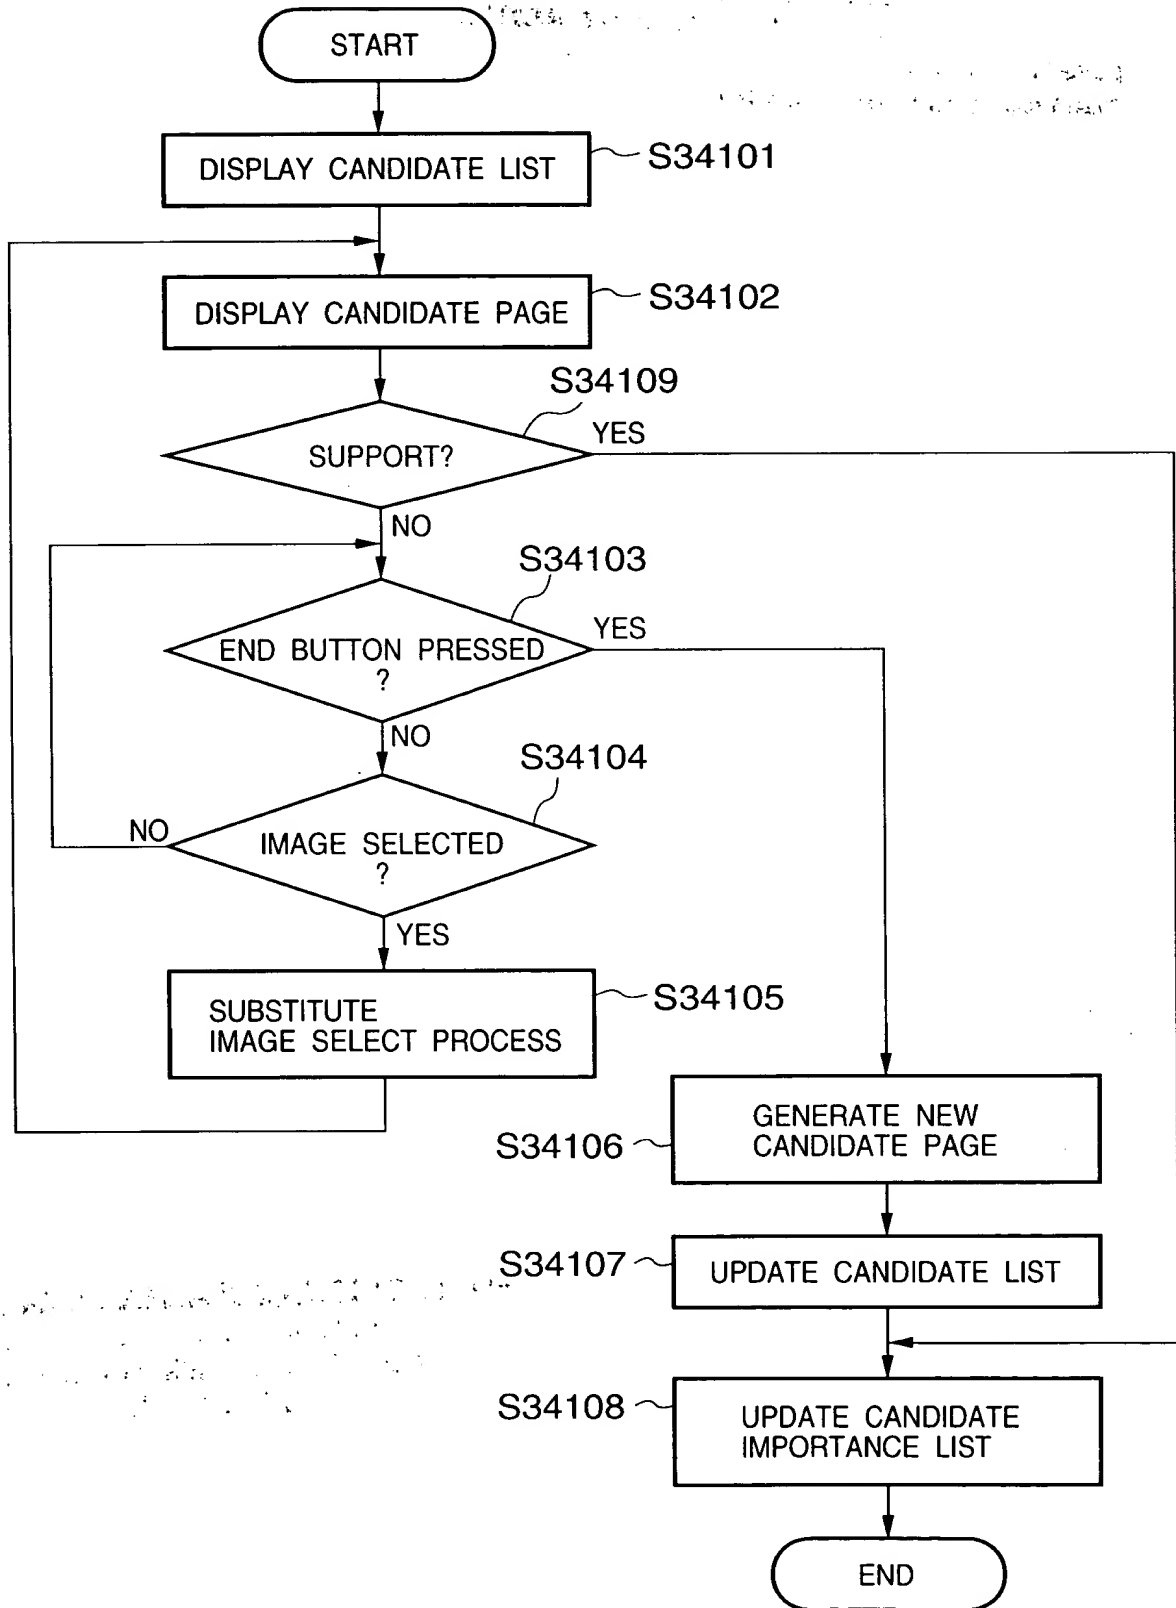 START
DISPLAY CANDIDATE LIST
S34101
DISPLAY CANDIDATE PAGE
S34102
S34109
SUPPORT?
YES
NO
S34103
END BUTTON PRESSED
?
YES
NO
S34104
IMAGE SELECTED
?
NO
YES
SUBSTITUTE
IMAGE SELECT PROCESS
S34105
GENERATE NEW
CANDIDATE PAGE
S34106
S34107
UPDATE CANDIDATE LIST
S34108
UPDATE CANDIDATE
IMPORTANCE LIST
END